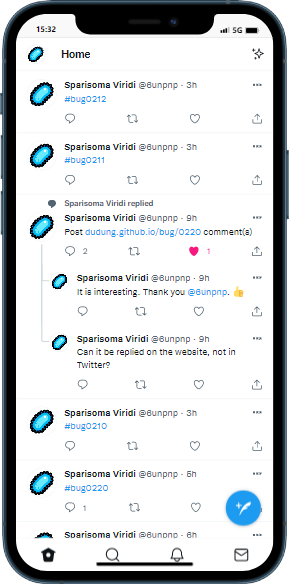 15:32
5G
Home
Sparisoma Viridi @6unpnp · 3h
#bug0212
Sparisoma Viridi @6unpnp · 3h
#bug0211
Sparisoma Viridi replied
Sparisoma Viridi @6unpnp · 9h
Post dudung.github.io/bug/0220 comment(s)
2
1
Sparisoma Viridi @6unpnp · 9h
It is interesting. Thank you @6unpnp. 👍
Sparisoma Viridi @6unpnp · 9h
Can it be replied on the website, not in
Twitter?
Sparisoma Viridi @6unpnp · 3h
#bug0210
Sparisoma Viridi @6unpnp · 5h
#bug0220
1
Sparisoma Viridi @6unpnp · 6h